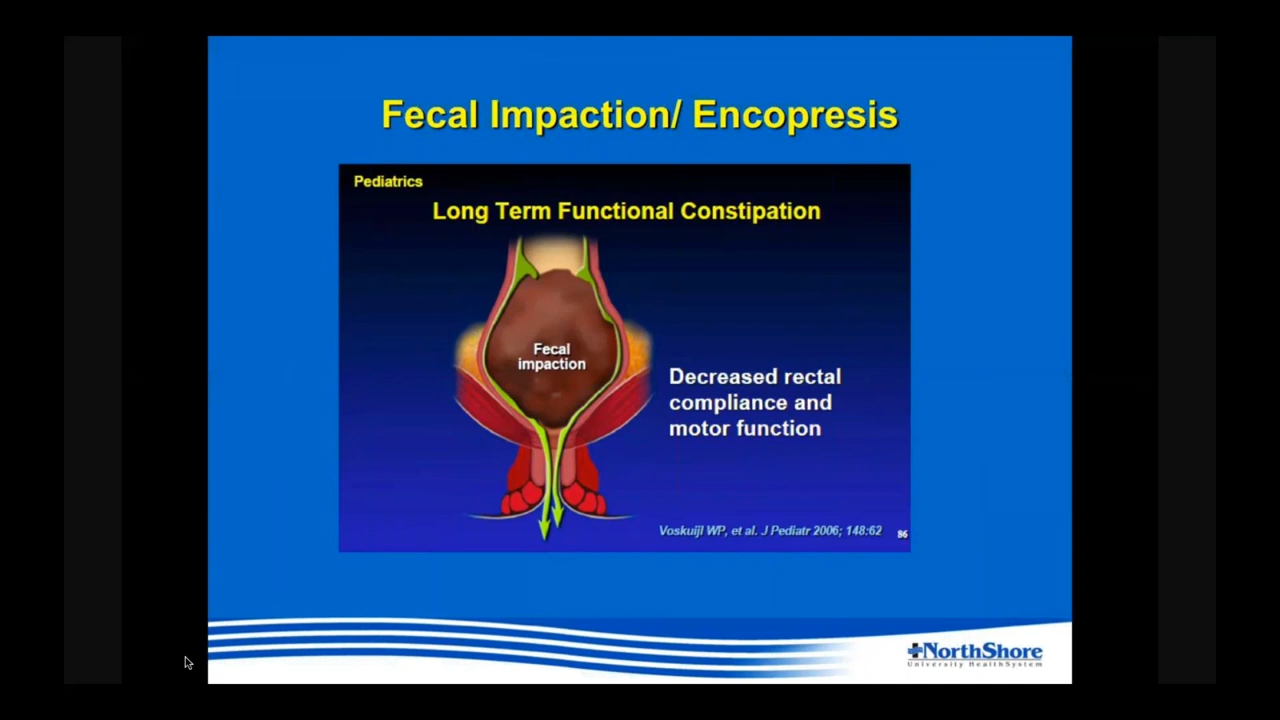 Fecal Impaction/ Encopresis
Pediatrics
Long Term Functional Constipation
Fecal
impaction
Decreased rectal
compliance and
motor function
Voskuijl WP, et al. J Pediatr 2006; 148:62
86
NorthShore
University HealthSystem